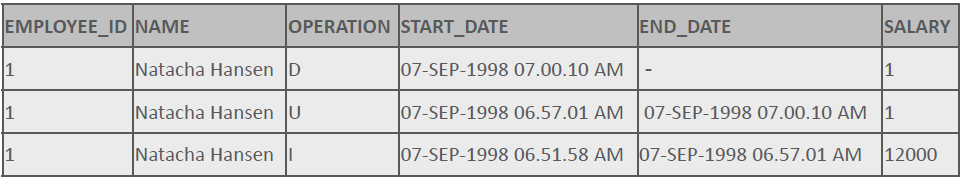 EMPLOYEE_ID NAME OPERATION START_DATE END_DATE SALARY
1 Natacha Hansen D 07-SEP-1998 07.00.10 AM - 1
1 Natacha Hansen U 07-SEP-1998 06.57.01 AM 07-SEP-1998 07.00.10 AM 1
1 Natacha Hansen I 07-SEP-1998 06.51.58 AM 07-SEP-1998 06.57.01 AM 12000